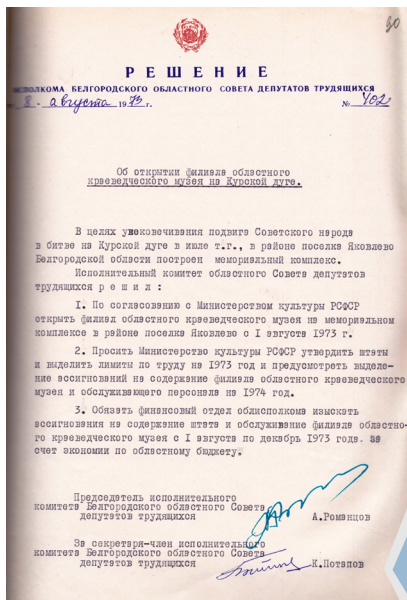 30
РЕШЕНИЕ
ИСПОЛКОМА БЕЛГОРОДСКОГО ОБЛАСТНОГО СОВЕТА ДЕПУТАТОВ ТРУДЯЩИХСЯ
8 - августа 1973 г.
№ 402
Об открытии филиала областного
краеведческого музея на Курской дуге.
В целях увековечивания подвига Советского народа
в битве на Курской дуге в июле т.г., в районе поселка Яковлево
Белгородской области построен мемориальный комплекс.
Исполнительный комитет областного Совета депутатов
трудящихся р е ш и л :
1. По согласованию с Министерством культуры РСФСР
открыть филиал областного краеведческого музея на мемориальном
комплексе в районе поселка Яковлево с I августа 1973 г.
2. Просить Министерство культуры РСФСР утвердить штаты
и выделить лимиты по труду на 1973 год и предусмотреть выделе-
ние ассигнований на содержание филиала областного краеведческого
музея и обслуживающего персонала на 1974 год.
3. Обязать финансовый отдел облисполкома изыскать
ассигнования на содержание штата и обслуживание филиала областно-
го краеведческого музея с I августа по декабрь 1973 года за
счет экономии по областному бюджету.
Председатель исполнительного
комитета Белгородского областного Совета
депутатов трудящихся
А.Романцов
За секретаря-член исполнительного
комитета Белгородского областного Совета
депутатов трудящихся
К.Потапов